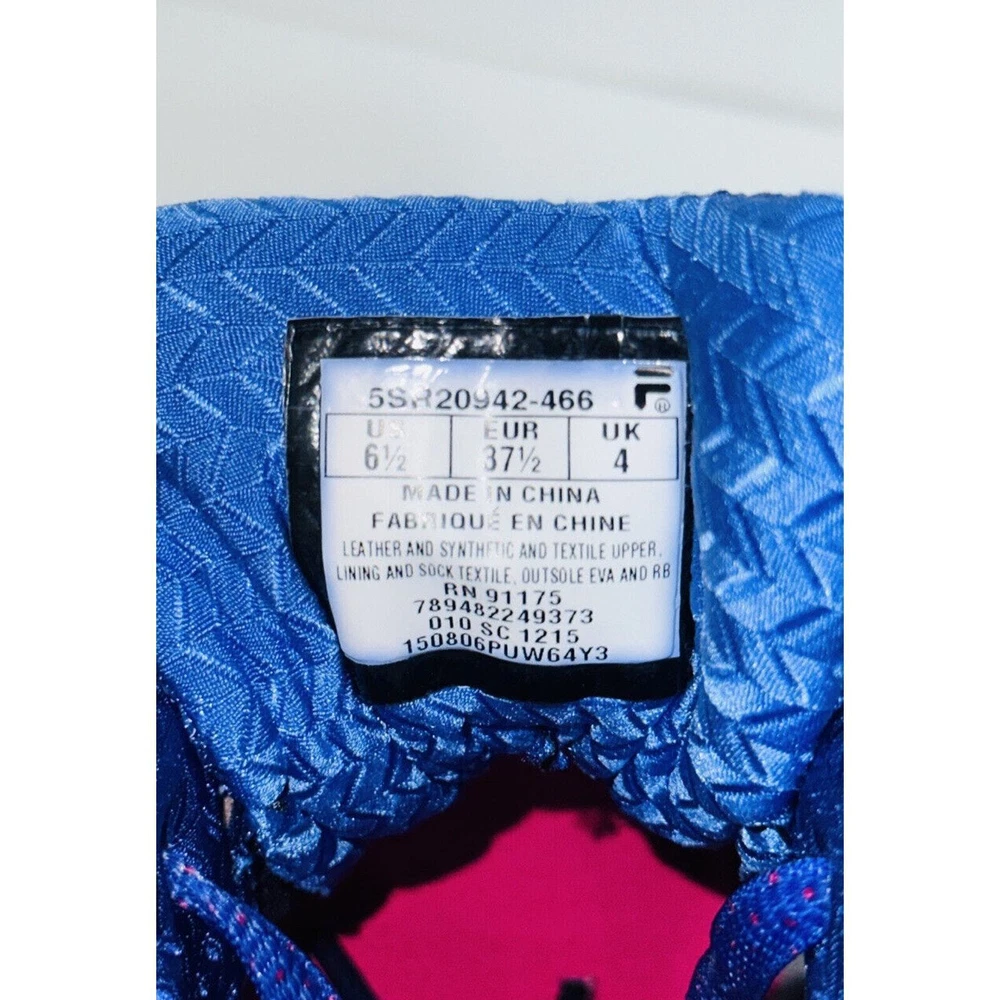 5SR20942-466
US EUR UK
6½ 37½ 4
MADE IN CHINA
FABRIQUÉ EN CHINE
LEATHER AND SYNTHETIC AND TEXTILE UPPER,
LINING AND SOCK TEXTILE, OUTSOLE EVA AND RB
RN 91175
789482249373
010 SC 1215
150806PUW64Y3